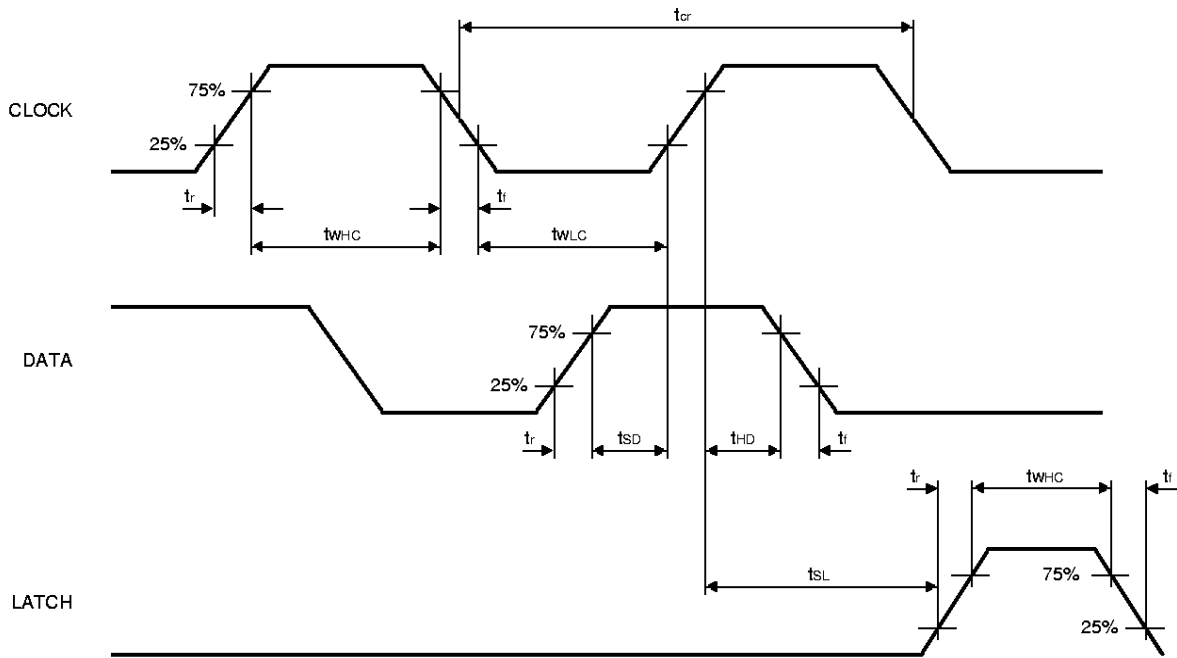 tcr
75%
CLOCK
25%
tr
tf
twHC
twLC
75%
DATA
25%
tr
tSD
tHD
tf
tr
twHC
tf
tSL
75%
LATCH
25%